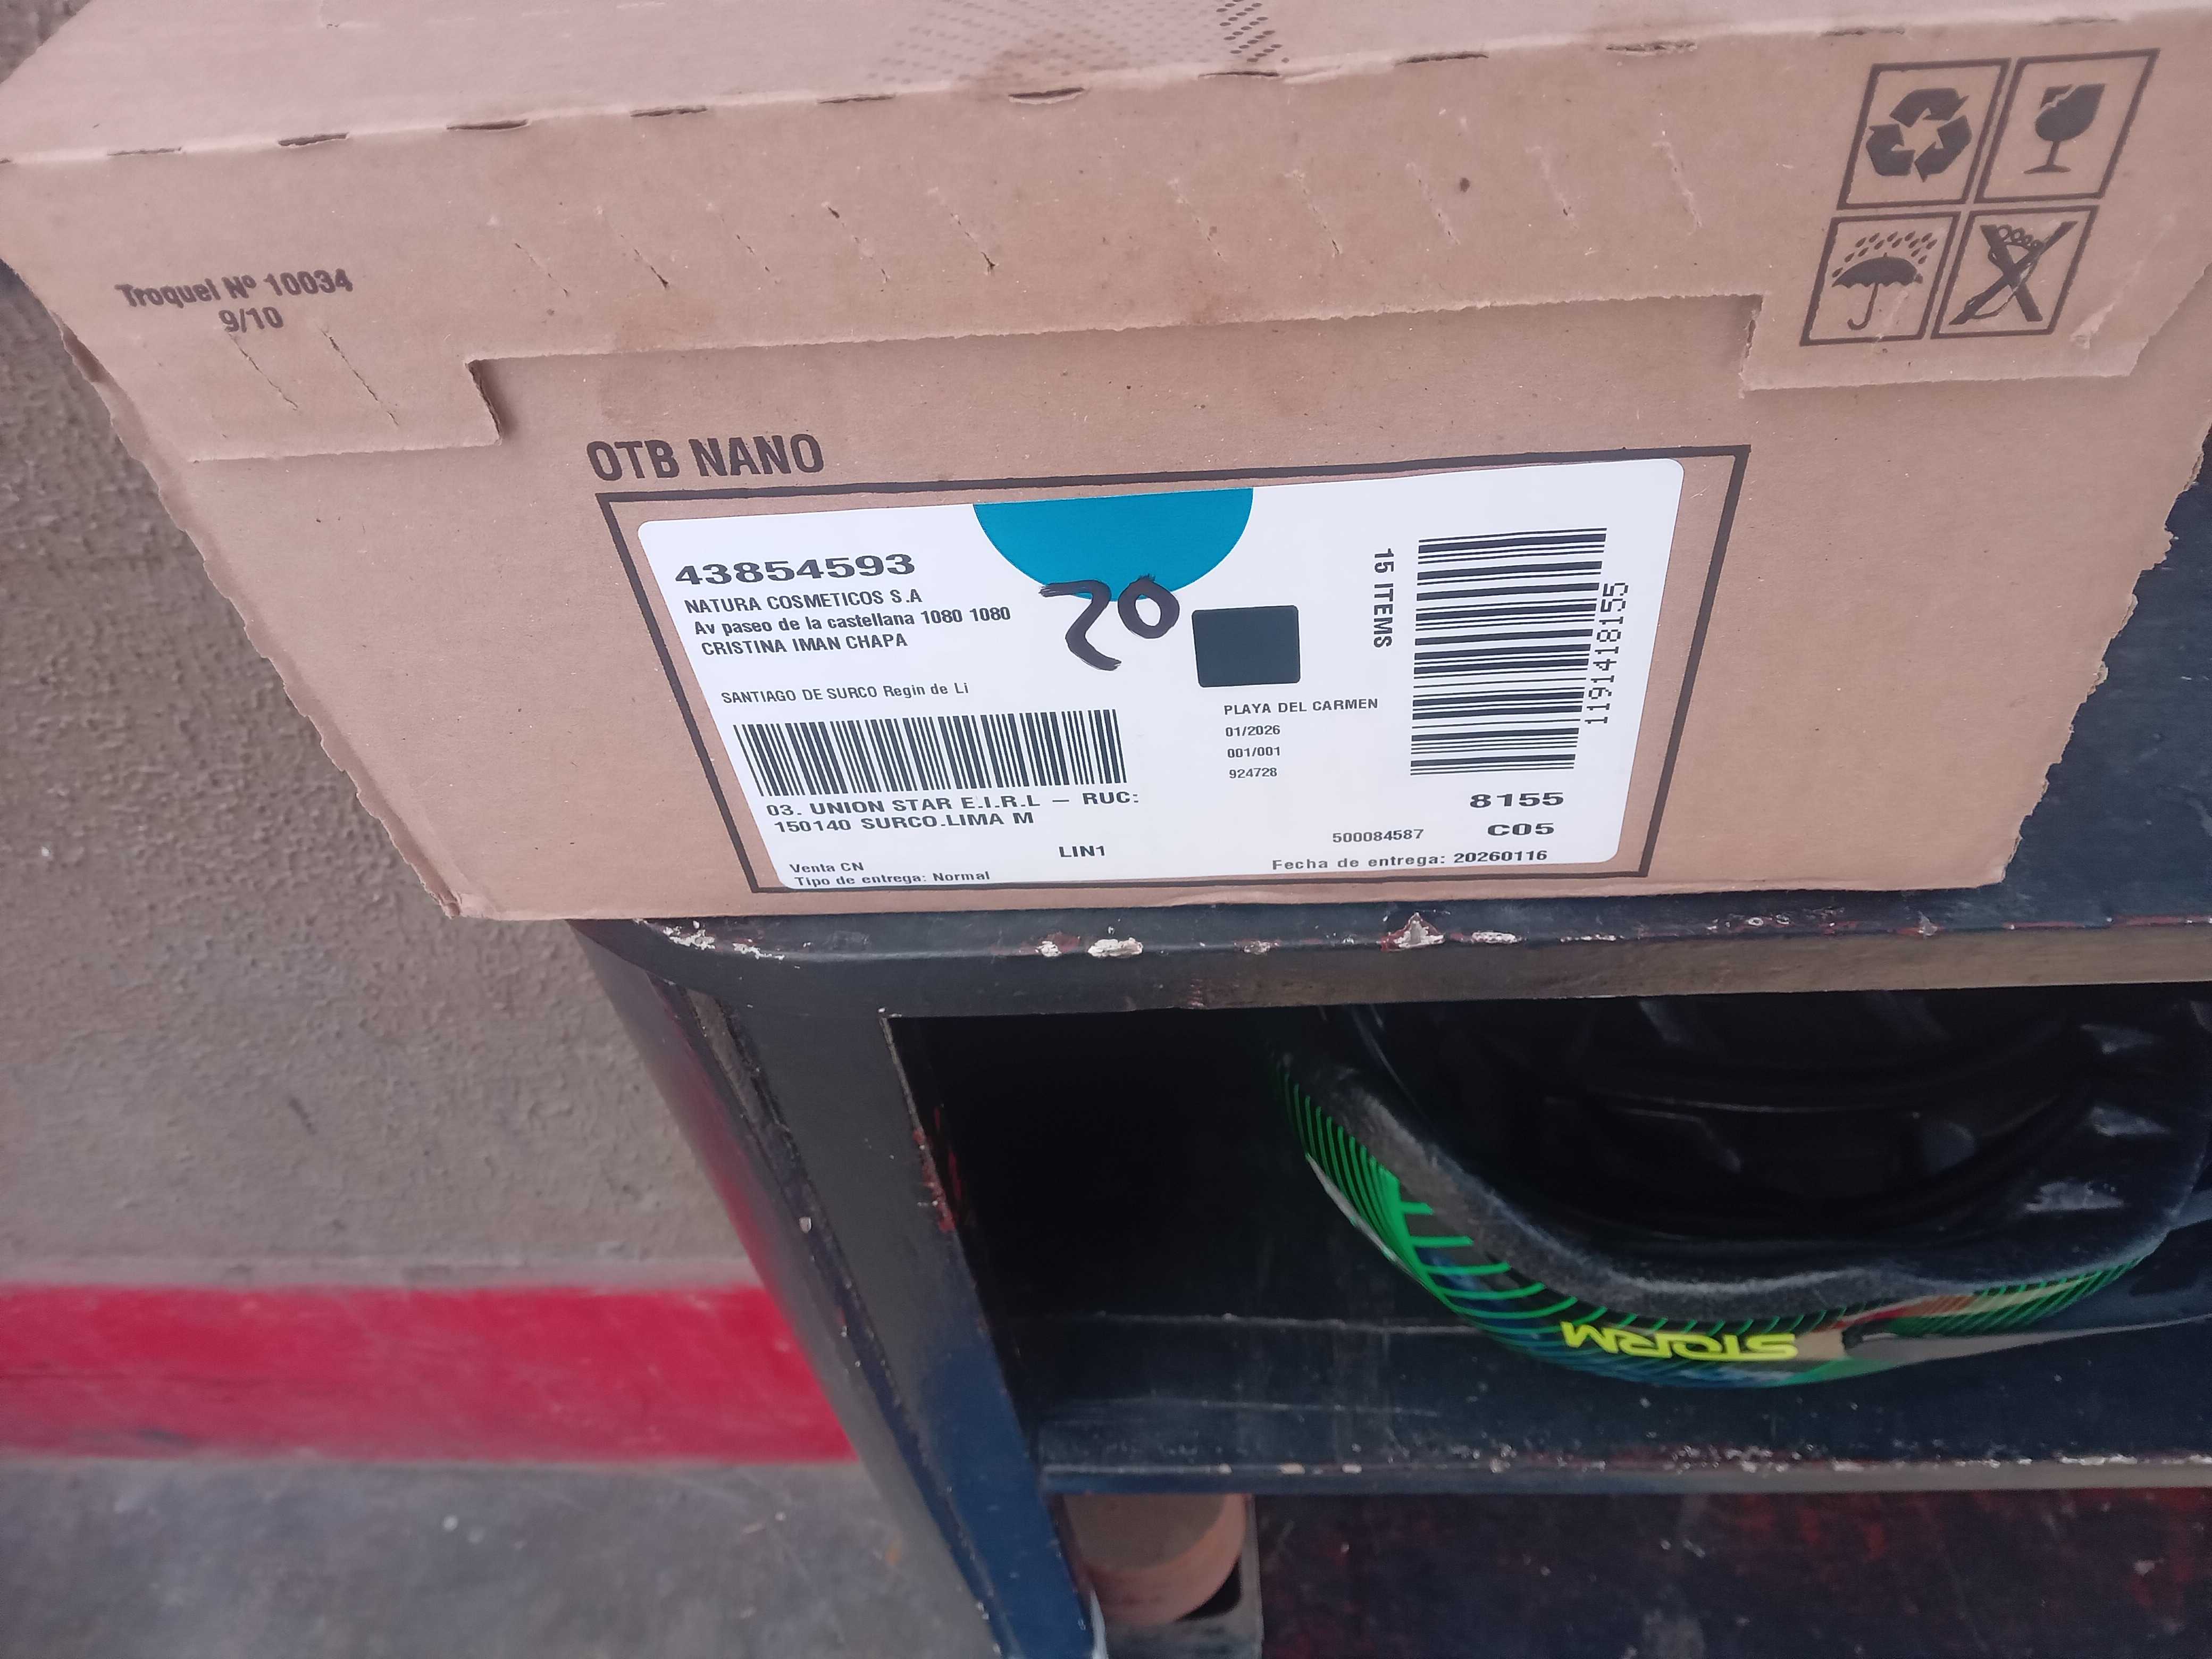 Troquel Nº 10034
9/10
OTB NANO
43854593
NATURA COSMETICOS S.A
Av paseo de la castellana 1080 1080
CRISTINA IMAN CHAPA
20
SANTIAGO DE SURCO Regin de Li
15 ITEMS
1191418155
PLAYA DEL CARMEN
01/2026
001/001
924728
03. UNION STAR E.I.R.L – RUC:
150140 SURCO.LIMA M
8155
C05
LIN1
500084587
Venta CN
Tipo de entrega: Normal
Fecha de entrega: 20260116
STORM